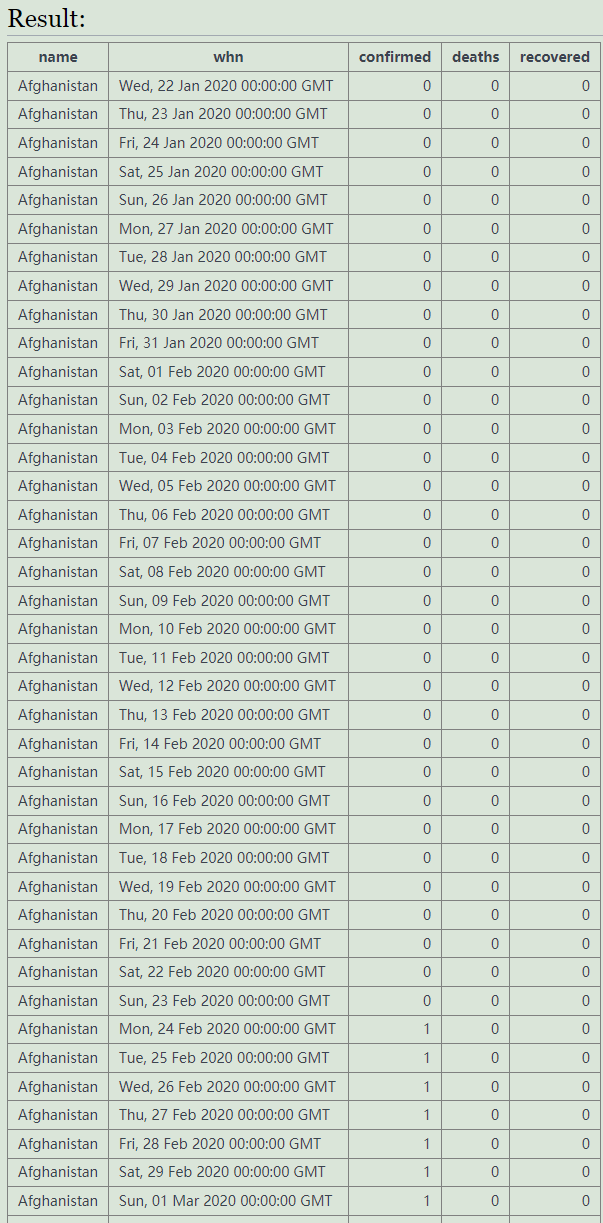 Result:
name whn confirmed deaths recovered
Afghanistan Wed, 22 Jan 2020 00:00:00 GMT 0 0 0
Afghanistan Thu, 23 Jan 2020 00:00:00 GMT 0 0 0
Afghanistan Fri, 24 Jan 2020 00:00:00 GMT 0 0 0
Afghanistan Sat, 25 Jan 2020 00:00:00 GMT 0 0 0
Afghanistan Sun, 26 Jan 2020 00:00:00 GMT 0 0 0
Afghanistan Mon, 27 Jan 2020 00:00:00 GMT 0 0 0
Afghanistan Tue, 28 Jan 2020 00:00:00 GMT 0 0 0
Afghanistan Wed, 29 Jan 2020 00:00:00 GMT 0 0 0
Afghanistan Thu, 30 Jan 2020 00:00:00 GMT 0 0 0
Afghanistan Fri, 31 Jan 2020 00:00:00 GMT 0 0 0
Afghanistan Sat, 01 Feb 2020 00:00:00 GMT 0 0 0
Afghanistan Sun, 02 Feb 2020 00:00:00 GMT 0 0 0
Afghanistan Mon, 03 Feb 2020 00:00:00 GMT 0 0 0
Afghanistan Tue, 04 Feb 2020 00:00:00 GMT 0 0 0
Afghanistan Wed, 05 Feb 2020 00:00:00 GMT 0 0 0
Afghanistan Thu, 06 Feb 2020 00:00:00 GMT 0 0 0
Afghanistan Fri, 07 Feb 2020 00:00:00 GMT 0 0 0
Afghanistan Sat, 08 Feb 2020 00:00:00 GMT 0 0 0
Afghanistan Sun, 09 Feb 2020 00:00:00 GMT 0 0 0
Afghanistan Mon, 10 Feb 2020 00:00:00 GMT 0 0 0
Afghanistan Tue, 11 Feb 2020 00:00:00 GMT 0 0 0
Afghanistan Wed, 12 Feb 2020 00:00:00 GMT 0 0 0
Afghanistan Thu, 13 Feb 2020 00:00:00 GMT 0 0 0
Afghanistan Fri, 14 Feb 2020 00:00:00 GMT 0 0 0
Afghanistan Sat, 15 Feb 2020 00:00:00 GMT 0 0 0
Afghanistan Sun, 16 Feb 2020 00:00:00 GMT 0 0 0
Afghanistan Mon, 17 Feb 2020 00:00:00 GMT 0 0 0
Afghanistan Tue, 18 Feb 2020 00:00:00 GMT 0 0 0
Afghanistan Wed, 19 Feb 2020 00:00:00 GMT 0 0 0
Afghanistan Thu, 20 Feb 2020 00:00:00 GMT 0 0 0
Afghanistan Fri, 21 Feb 2020 00:00:00 GMT 0 0 0
Afghanistan Sat, 22 Feb 2020 00:00:00 GMT 0 0 0
Afghanistan Sun, 23 Feb 2020 00:00:00 GMT 0 0 0
Afghanistan Mon, 24 Feb 2020 00:00:00 GMT 1 0 0
Afghanistan Tue, 25 Feb 2020 00:00:00 GMT 1 0 0
Afghanistan Wed, 26 Feb 2020 00:00:00 GMT 1 0 0
Afghanistan Thu, 27 Feb 2020 00:00:00 GMT 1 0 0
Afghanistan Fri, 28 Feb 2020 00:00:00 GMT 1 0 0
Afghanistan Sat, 29 Feb 2020 00:00:00 GMT 1 0 0
Afghanistan Sun, 01 Mar 2020 00:00:00 GMT 1 0 0